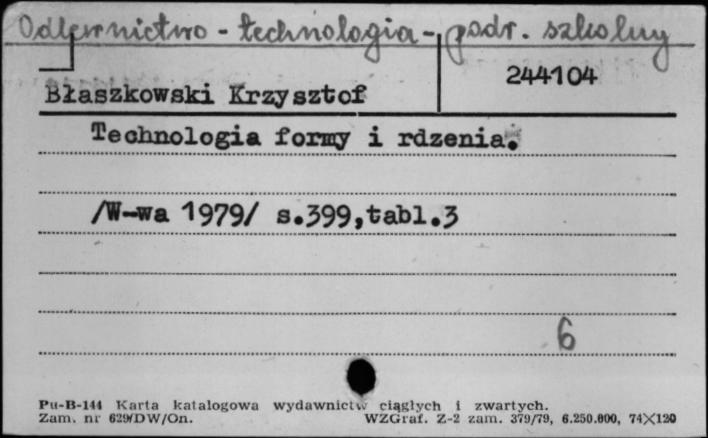 Odlewnictwo - technologia - podr. szkolny
244104
Błaszkowski Krzysztof
Technologia formy i rdzenia.
/W-wa 1979/ s.399,tabl.3
6
Pu-B-144 Karta katalogowa wydawnictw ciągłych i zwartych.
Zam. nr 629/DW/On. WZGraf. Z-2 zam. 379/79, 6.250.000, 74X120